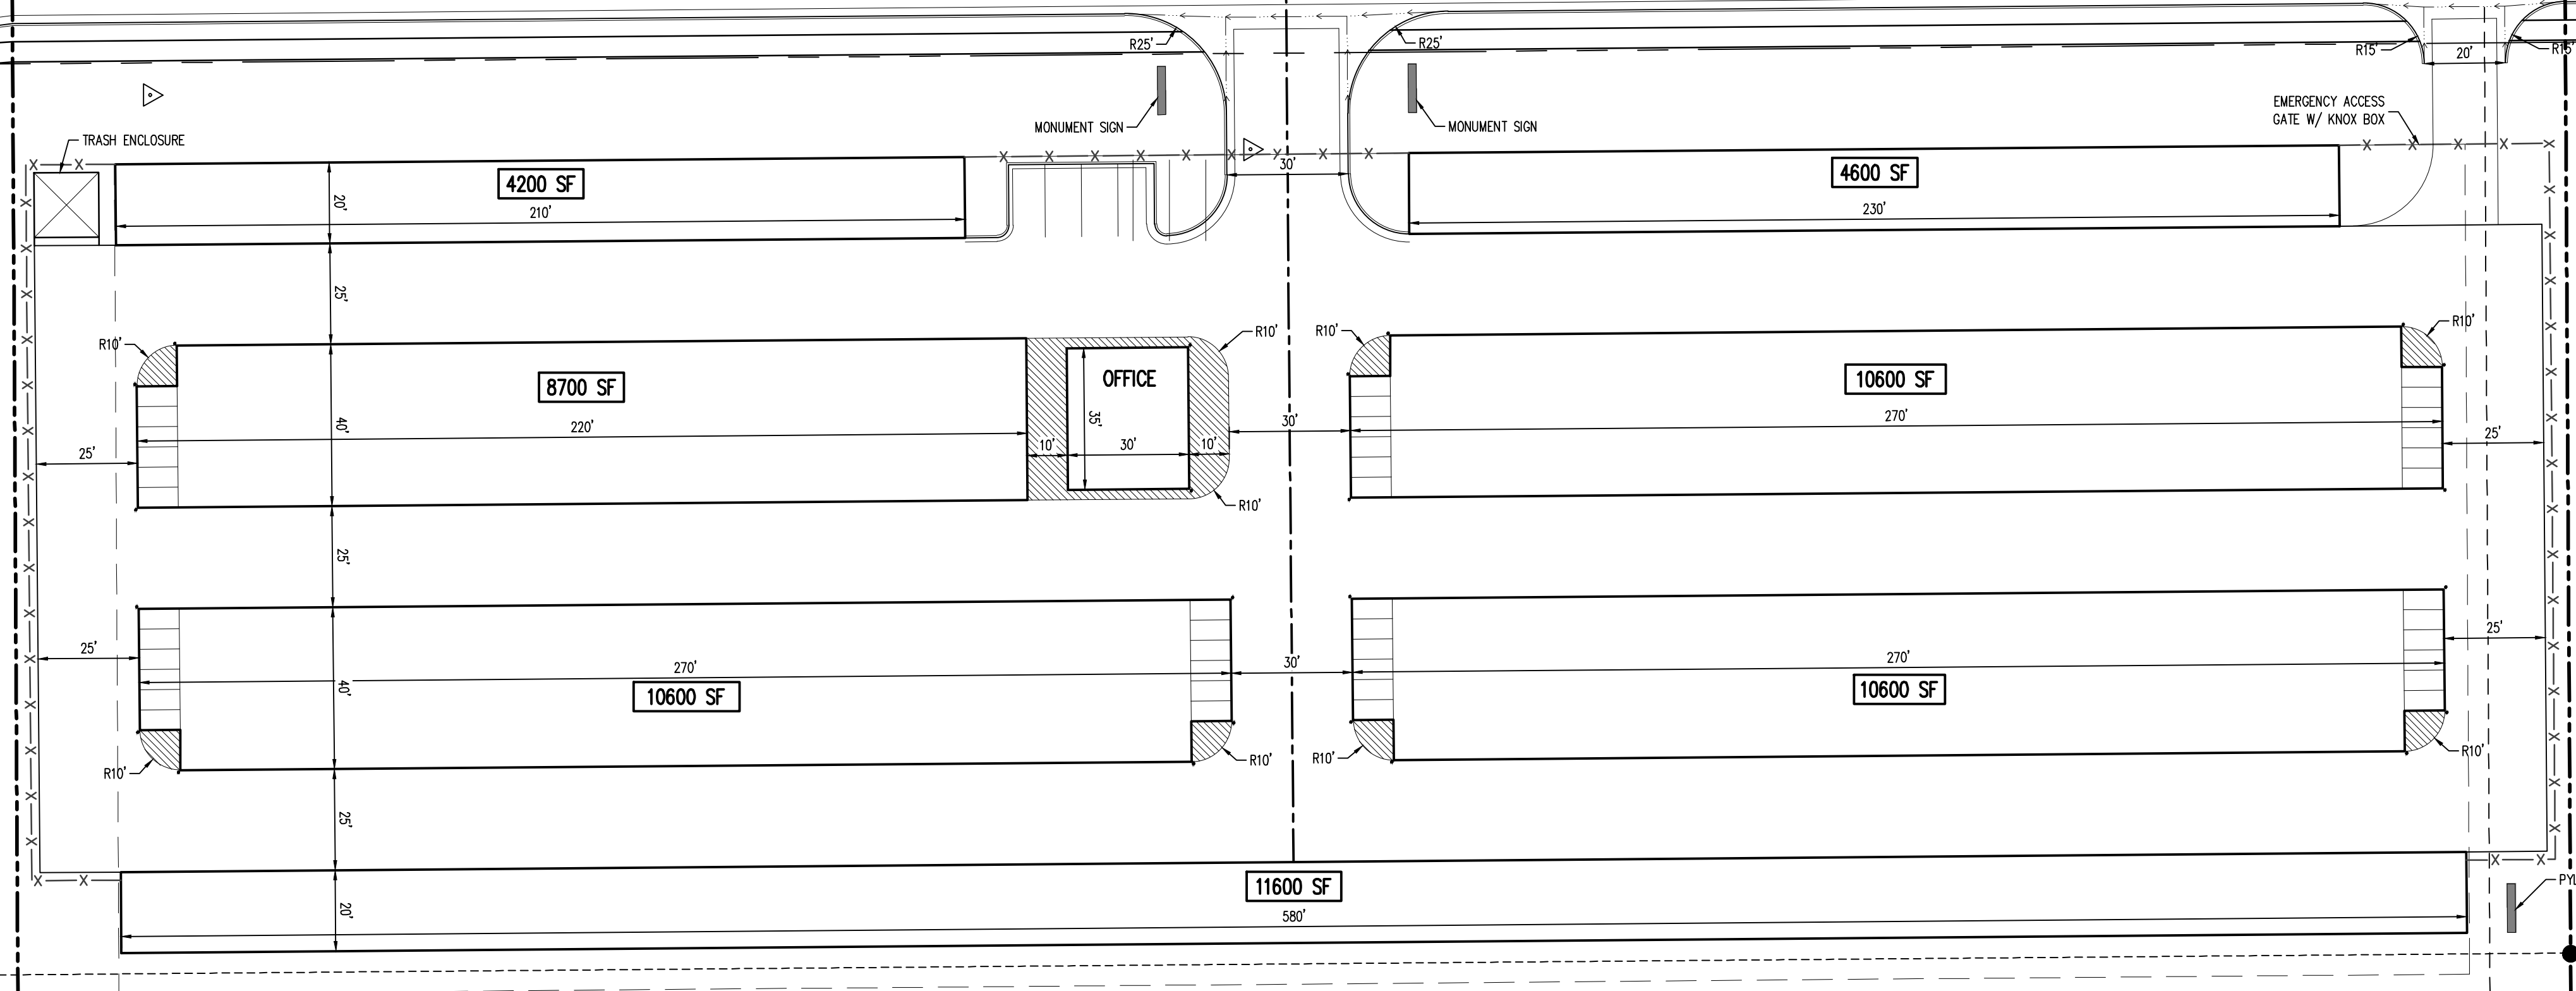 R25'
R25'
R15'
20'
R15'
MONUMENT SIGN
MONUMENT SIGN
EMERGENCY ACCESS
GATE W/ KNOX BOX
TRASH ENCLOSURE
30'
4200 SF
210'
20'
4600 SF
230'
25'
R10'
R10'
R10'
R10'
8700 SF
220'
40'
OFFICE
35'
10'
30'
10'
30'
10600 SF
270'
25'
25'
R10'
25'
25'
270'
10600 SF
40'
30'
270'
10600 SF
25'
R10'
R10'
R10'
R10'
25'
11600 SF
580'
20'
PYL